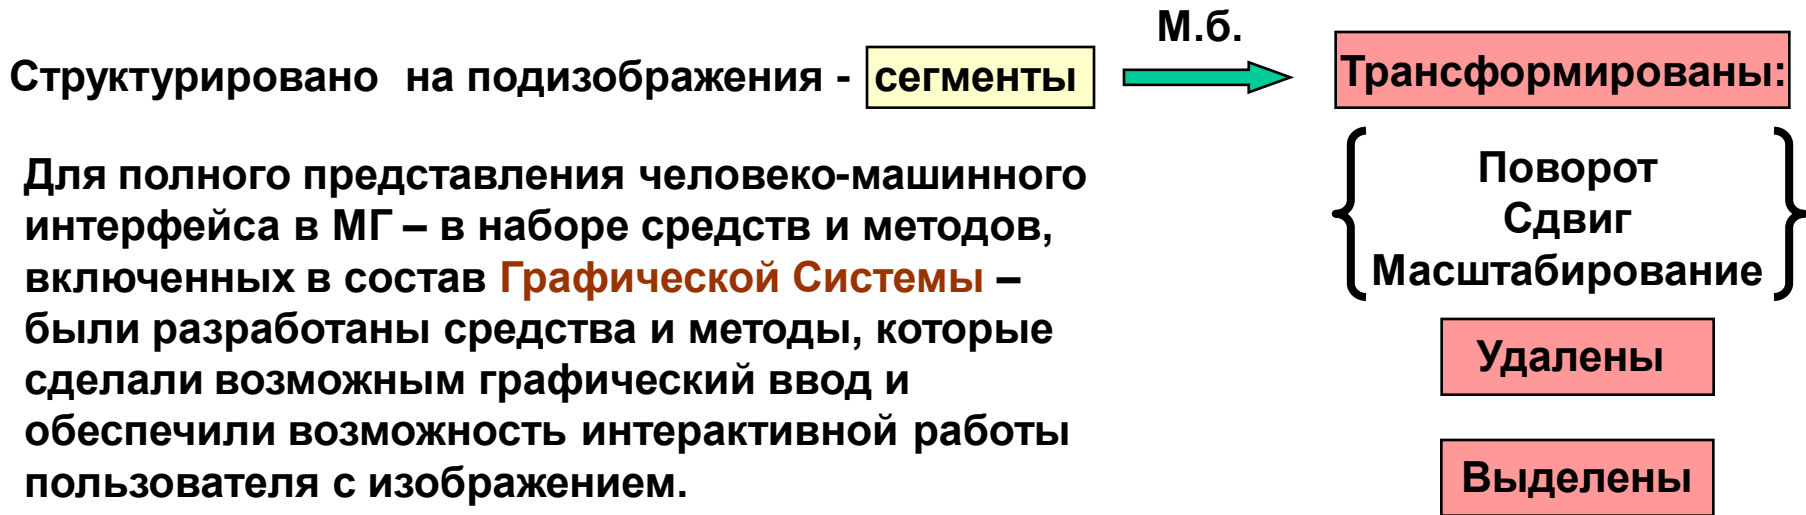 М.б.
Структурировано на подизображения - сегменты Трансформированы:
Для полного представления человеко-машинного
интерфейса в МГ – в наборе средств и методов,
включенных в состав Графической Системы –
были разработаны средства и методы, которые
сделали возможным графический ввод и
обеспечили возможность интерактивной работы
пользователя с изображением.
Поворот
Сдвиг
Масштабирование
Удалены
Выделены